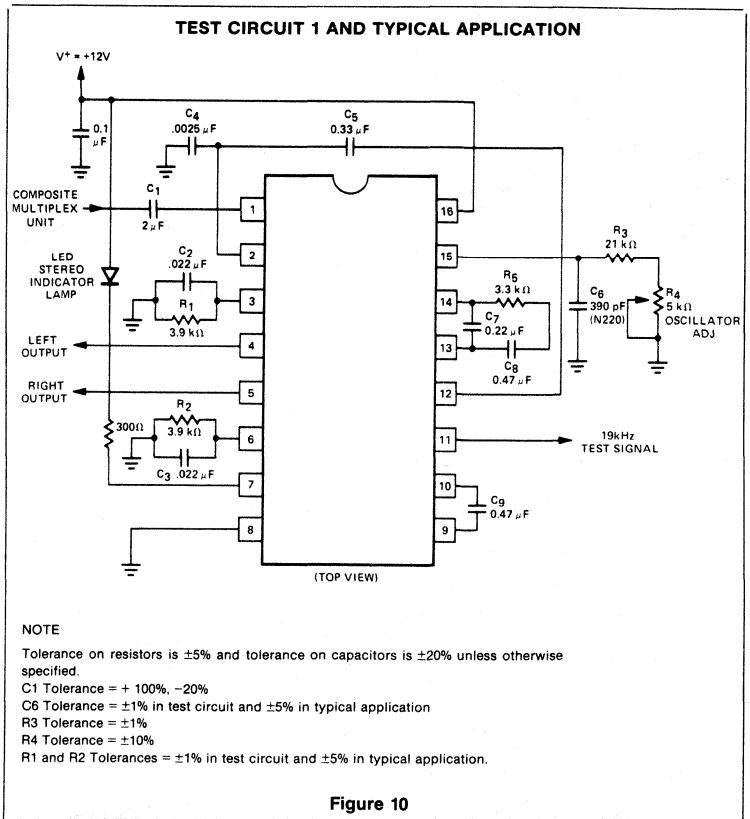 TEST CIRCUIT 1 AND TYPICAL APPLICATION
V+ = +12V
0.1
μF
C4
.0025 μF
C5
0.33 μF
COMPOSITE
MULTIPLEX
UNIT
C1
2 μF
1
16
LED
STEREO
INDICATOR
LAMP
2
15
R3
21 kΩ
C2
.022 μF
R1
3.9 kΩ
3
14
R5
3.3 kΩ
C7
0.22 μF
C6
390 pF
(N220)
R4
5 kΩ
OSCILLATOR
ADJ
LEFT
OUTPUT
4
13
C8
0.47 μF
RIGHT
OUTPUT
5
12
300Ω
R2
3.9 kΩ
C3 .022 μF
6
11
19kHz
TEST SIGNAL
7
10
C9
0.47 μF
8
9
(TOP VIEW)
NOTE
Tolerance on resistors is ±5% and tolerance on capacitors is ±20% unless otherwise
specified.
C1 Tolerance = + 100%, −20%
C6 Tolerance = ±1% in test circuit and ±5% in typical application
R3 Tolerance = ±1%
R4 Tolerance = ±10%
R1 and R2 Tolerances = ±1% in test circuit and ±5% in typical application.
Figure 10